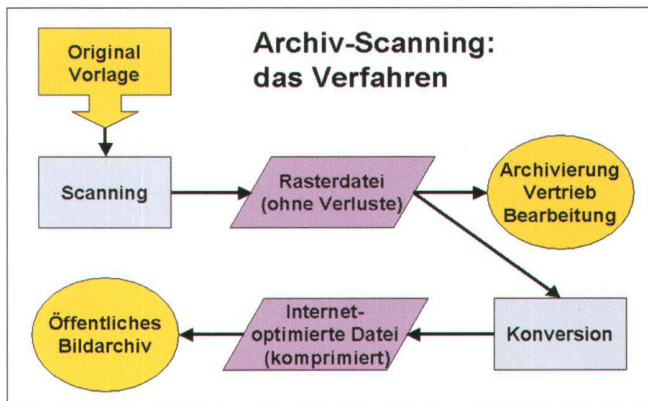 Archiv-Scanning:
das Verfahren
Original
Vorlage
Scanning
Rasterdatei
(ohne Verluste)
Archivierung
Vertrieb
Bearbeitung
Konversion
Internet-
optimierte Datei
(komprimiert)
Öffentliches
Bildarchiv